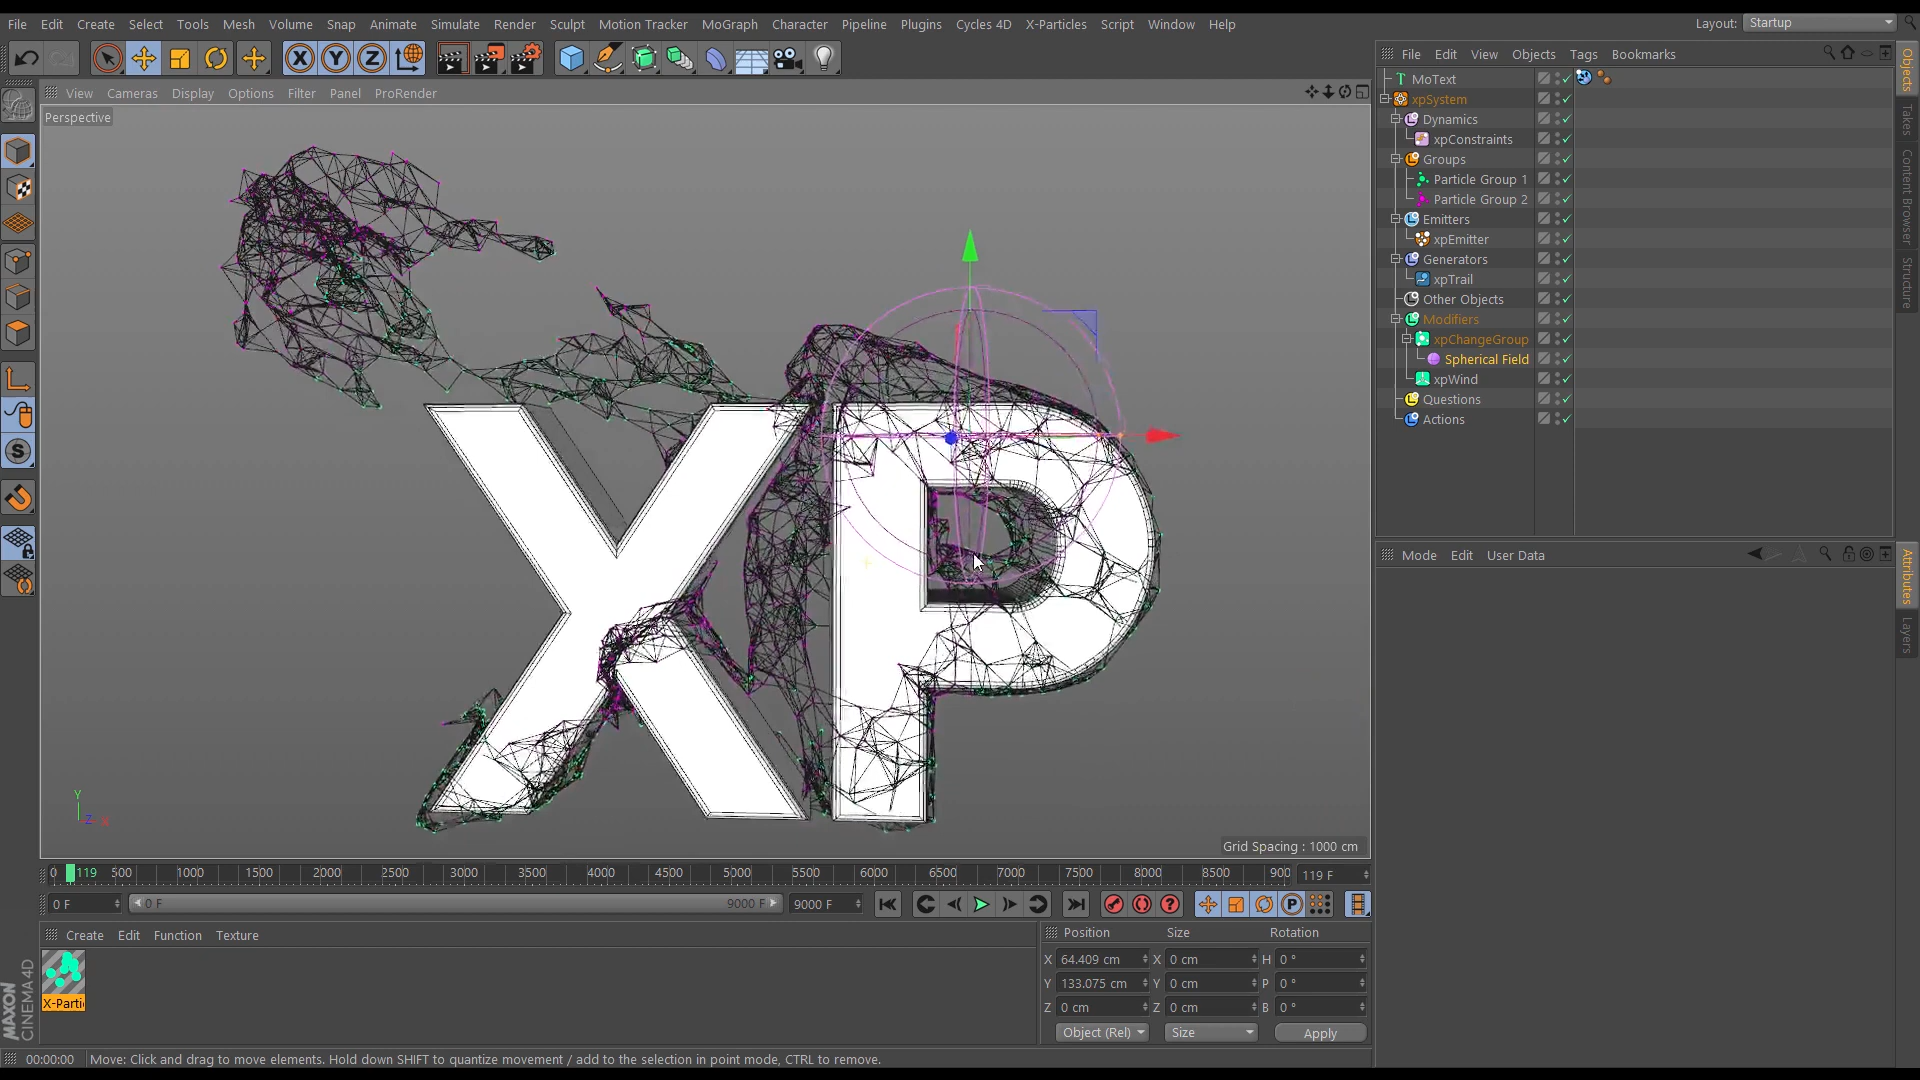 File Edit Create Select Tools Mesh Volume Snap Animate Simulate Render Sculpt Motion Tracker MoGraph Character Pipeline Plugins Cycles 4D X-Particles Script Window Help
Layout: Startup
X Y Z
View Cameras Display Options Filter Panel ProRender
Perspective
XP
Y
Z X
Grid Spacing : 1000 cm
S
File Edit View Objects Tags Bookmarks
MoText
xpSystem
Dynamics
xpConstraints
Groups
Particle Group 1
Particle Group 2
Emitters
xpEmitter
Generators
xpTrail
Other Objects
Modifiers
xpChangeGroup
Spherical Field
xpWind
Questions
Actions
Objects
Takes
Content Browser
Structure
Mode Edit User Data
Attributes
Layers
0 119 500 1000 1500 2000 2500 3000 3500 4000 4500 5000 5500 6000 6500 7000 7500 8000 8500 900 119 F
0 F 0 F 9000 F 9000 F
P
Create Edit Function Texture
X-Parti
MAXON
CINEMA 4D
Position Size Rotation
X 64.409 cm X 0 cm H 0 °
Y 133.075 cm Y 0 cm P 0 °
Z 0 cm Z 0 cm B 0 °
Object (Rel) Size Apply
00:00:00 Move: Click and drag to move elements. Hold down SHIFT to quantize movement / add to the selection in point mode, CTRL to remove.